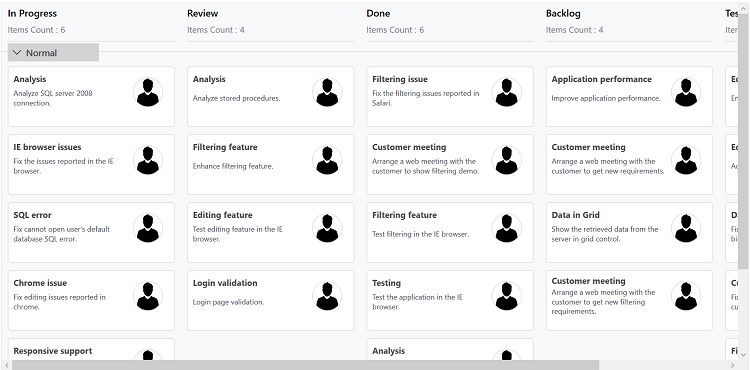 In Progress
Items Count : 6
Review
Items Count : 4
Done
Items Count : 6
Backlog
Items Count : 4
Normal
Analysis
Analyze SQL server 2008
connection.
IE browser issues
Fix the issues reported in the IE
browser.
SQL error
Fix cannot open user's default
database SQL error.
Chrome issue
Fix editing issues reported in
chrome.
Responsive support
Analysis
Analyze stored procedures.
Filtering feature
Enhance filtering feature.
Editing feature
Test editing feature in the IE
browser.
Login validation
Login page validation.
Filtering issue
Fix the filtering issues reported in
Safari.
Customer meeting
Arrange a web meeting with the
customer to show filtering demo.
Filtering feature
Test filtering in the IE browser.
Testing
Test the application in the IE
browser.
Analysis
Application performance
Improve application performance.
Customer meeting
Arrange a web meeting with the
customer to get new requirements.
Data in Grid
Show the retrieved data from the
server in grid control.
Customer meeting
Arrange a web meeting with the
customer to get new filtering
requirements.